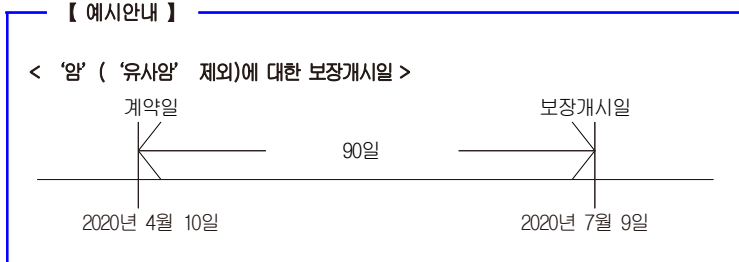 【 예시안내 】
< ‘암’ ( ‘유사암’ 제외)에 대한 보장개시일 >
계약일 보장개시일
90일
2020년 4월 10일 2020년 7월 9일